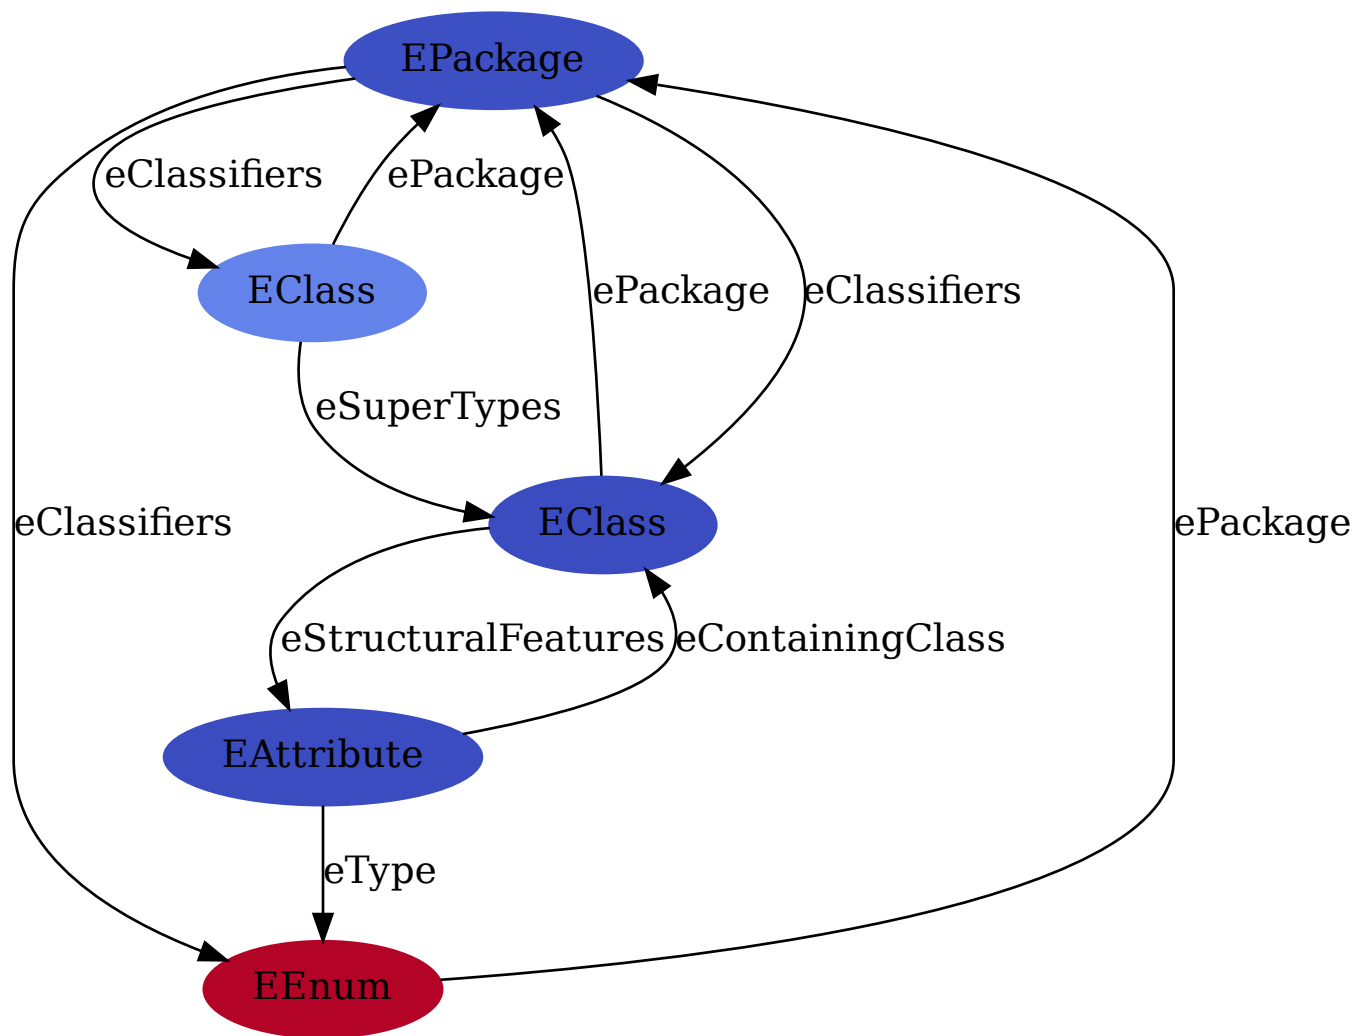 EPackage
eClassifiers
ePackage
EClass
ePackage
eClassifiers
eSuperTypes
eClassifiers
EClass
ePackage
eStructuralFeatures
eContainingClass
EAttribute
eType
EEnum